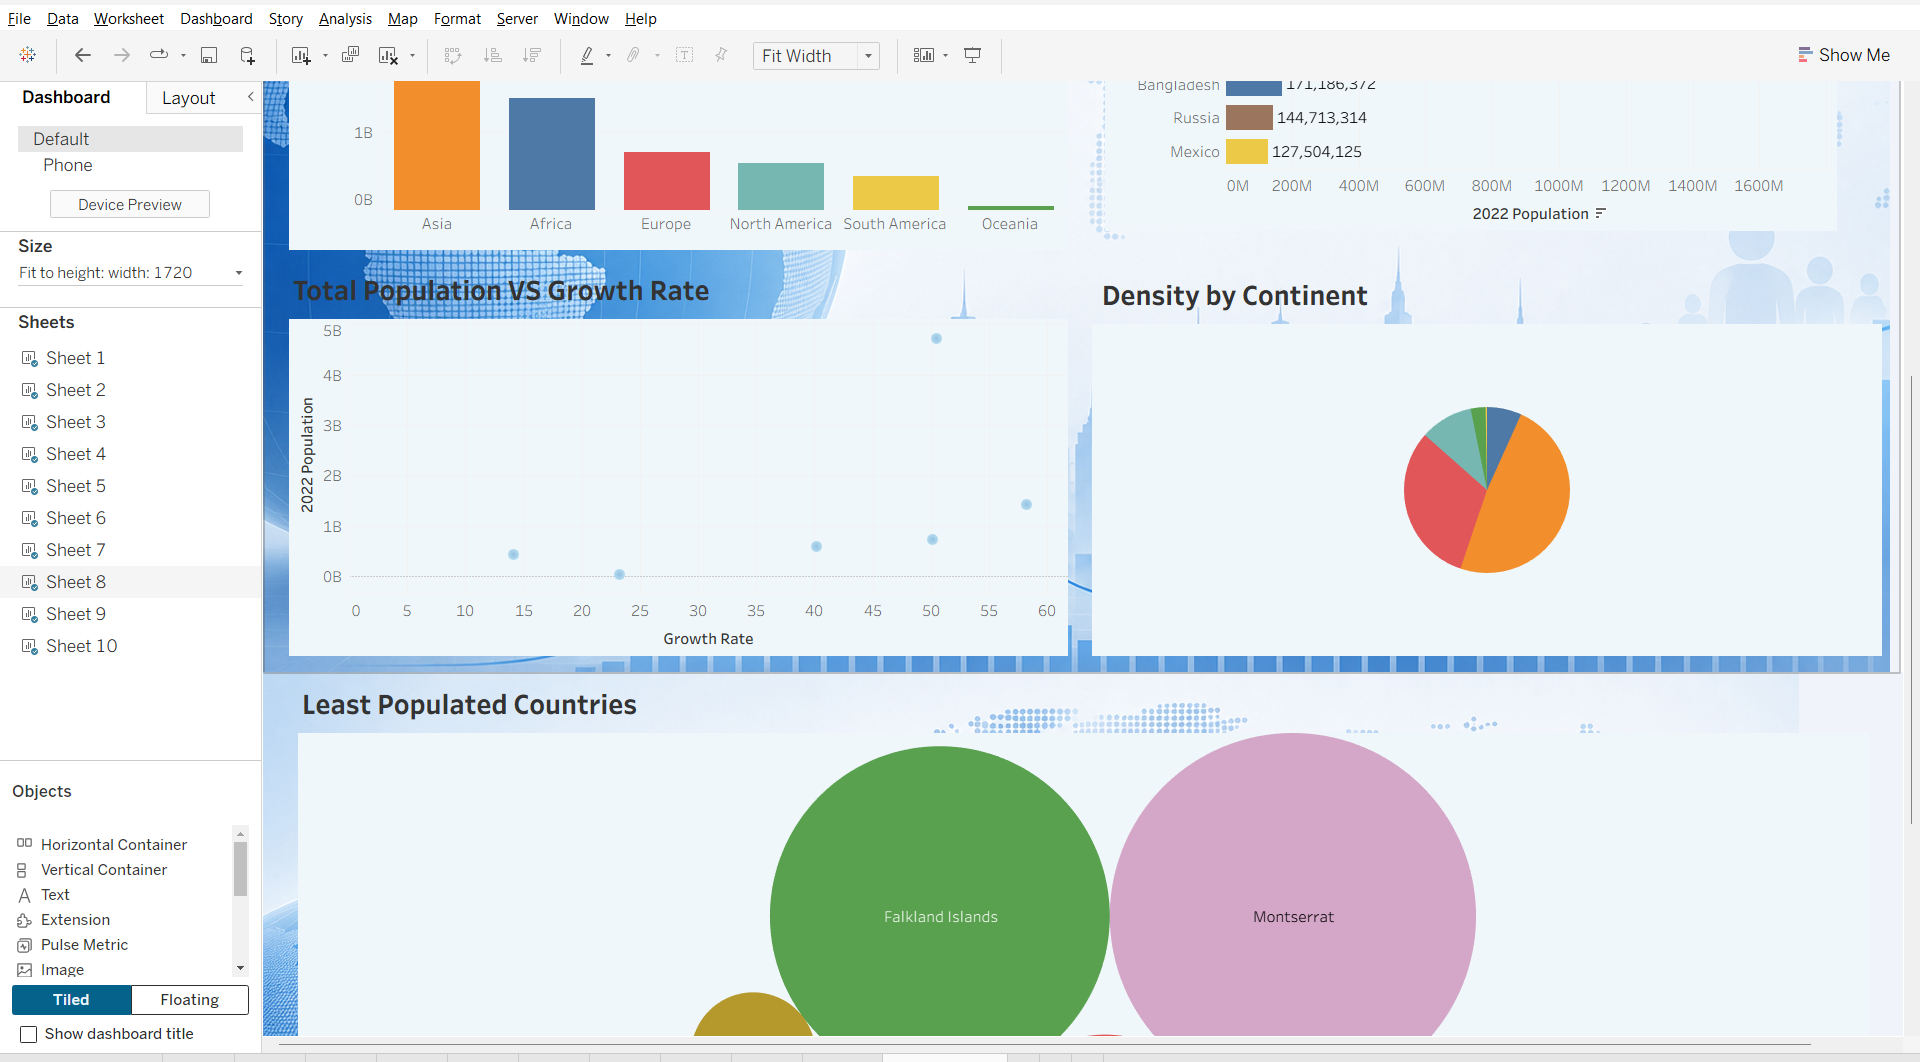 File Data Worksheet Dashboard Story Analysis Map Format Server Window Help
Fit Width
Show Me
Dashboard Layout
Default
Phone
Device Preview
Size
Fit to height: width: 1720
Sheets
Sheet 1
Sheet 2
Sheet 3
Sheet 4
Sheet 5
Sheet 6
Sheet 7
Sheet 8
Sheet 9
Sheet 10
Objects
Horizontal Container
Vertical Container
Text
Extension
Pulse Metric
Image
Tiled Floating
Show dashboard title
1B
0B
Asia Africa Europe North America South America Oceania
Bangladesh 171,186,372
Russia 144,713,314
Mexico 127,504,125
0M 200M 400M 600M 800M 1000M 1200M 1400M 1600M
2022 Population
Total Population VS Growth Rate
5B
4B
3B
2B
1B
0B
2022 Population
0 5 10 15 20 25 30 35 40 45 50 55 60
Growth Rate
Density by Continent
Least Populated Countries
Falkland Islands
Montserrat